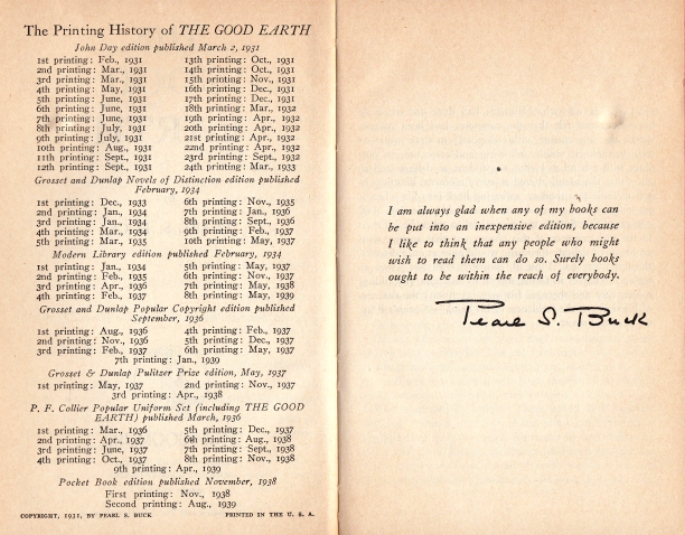 The Printing History of THE GOOD EARTH
John Day edition published March 2, 1931
1st printing: Feb., 1931 13th printing: Oct., 1931
2nd printing: Mar., 1931 14th printing: Oct., 1931
3rd printing: Mar., 1931 15th printing: Nov., 1931
4th printing: May, 1931 16th printing: Dec., 1931
5th printing: June, 1931 17th printing: Dec., 1931
6th printing: June, 1931 18th printing: Mar., 1932
7th printing: June, 1931 19th printing: Apr., 1932
8th printing: July, 1931 20th printing: Apr., 1932
9th printing: July, 1931 21st printing: Apr., 1932
10th printing: Aug., 1931 22nd printing: Apr., 1932
11th printing: Sept., 1931 23rd printing: Sept., 1932
12th printing: Sept., 1931 24th printing: Mar., 1933
Grosset and Dunlap Novels of Distinction edition published
February, 1934
1st printing: Dec., 1933 6th printing: Nov., 1935
2nd printing: Jan., 1934 7th printing: Jan., 1936
3rd printing: Jan., 1934 8th printing: Sept., 1936
4th printing: Mar., 1934 9th printing: Feb., 1937
5th printing: Mar., 1935 10th printing: May, 1937
Modern Library edition published February, 1934
1st printing: Jan., 1934 5th printing: May, 1937
2nd printing: Feb., 1935 6th printing: Nov., 1937
3rd printing: Apr., 1936 7th printing: May, 1938
4th printing: Feb., 1937 8th printing: May, 1939
Grosset and Dunlap Popular Copyright edition published
September, 1936
1st printing: Aug., 1936 4th printing: Feb., 1937
2nd printing: Nov., 1936 5th printing: Dec., 1937
3rd printing: Feb., 1937 6th printing: May, 1937
7th printing: Jan., 1939
Grosset & Dunlap Pulitzer Prize edition, May, 1937
1st printing: May, 1937 2nd printing: Nov., 1937
3rd printing: Apr., 1938
P. F. Collier Popular Uniform Set (including THE GOOD
EARTH) published March, 1936
1st printing: Mar., 1936 5th printing: Dec., 1937
2nd printing: Apr., 1937 6th printing: Aug., 1938
3rd printing: June, 1937 7th printing: Sept., 1938
4th printing: Oct., 1937 8th printing: Nov., 1938
9th printing: Apr., 1939
Pocket Book edition published November, 1938
First printing: Nov., 1938
Second printing: Aug., 1939
COPYRIGHT, 1931, BY PEARL S. BUCK PRINTED IN THE U. S. A.
I am always glad when any of my books can
be put into an inexpensive edition, because
I like to think that any people who might
wish to read them can do so. Surely books
ought to be within the reach of everybody.
Pearl S. Buck